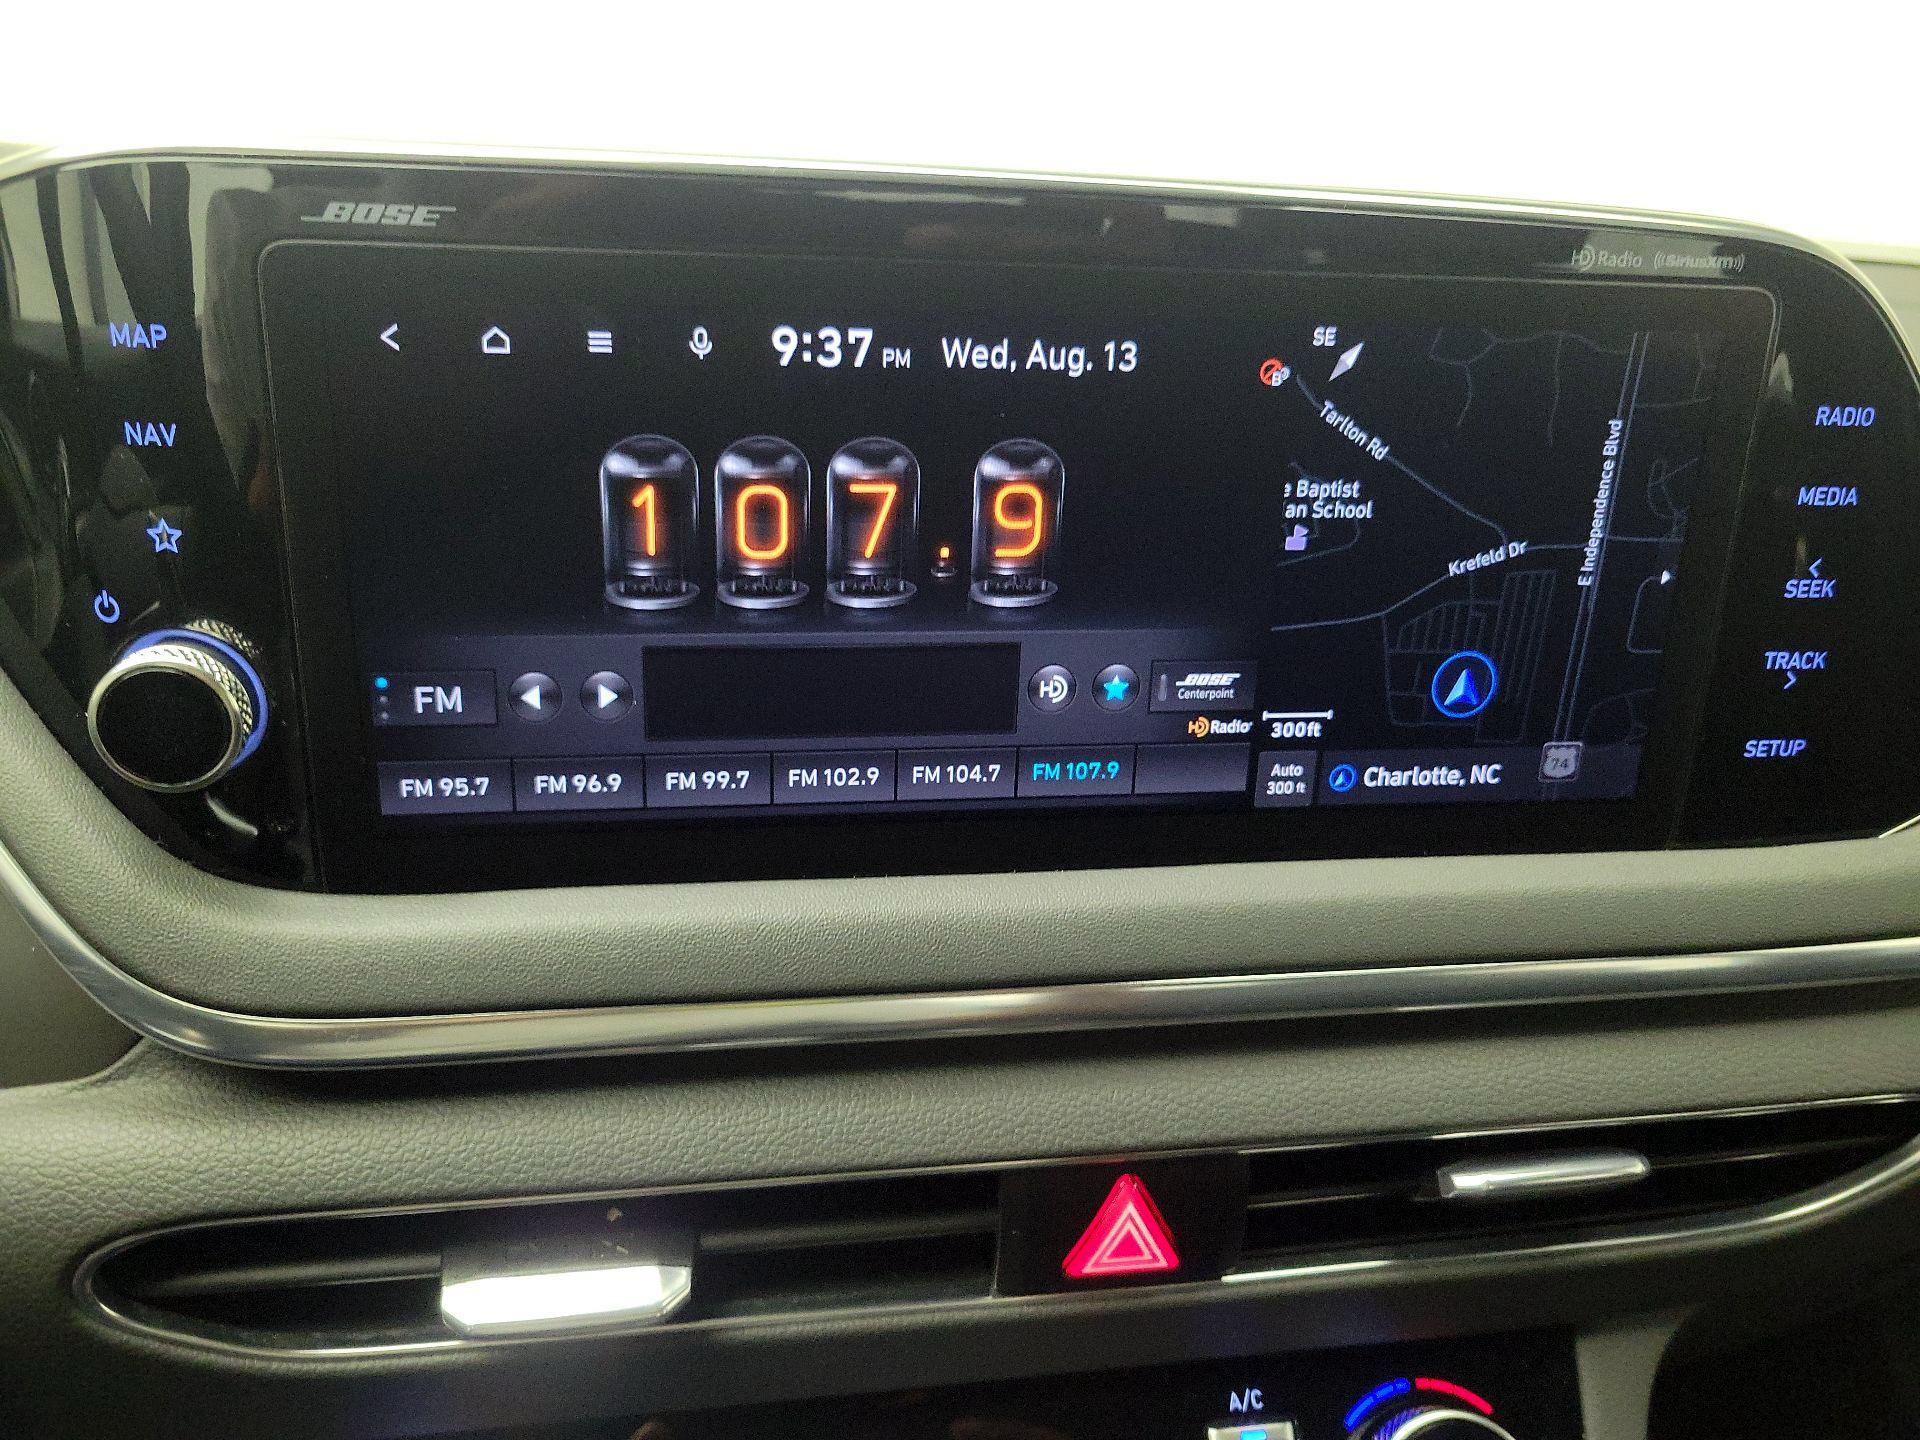 BOSE
HD Radio ((SiriusXM))
MAP
NAV
9:37 PM Wed, Aug. 13
107.9
FM
HD
BOSE
Centerpoint
HD Radio
FM 95.7
FM 96.9
FM 99.7
FM 102.9
FM 104.7
FM 107.9
SE
Tarlton Rd
Baptist
an School
Krefeld Dr
E Independence Blvd
300ft
Auto
300 ft
Charlotte, NC
74
RADIO
MEDIA
<
SEEK
TRACK
>
SETUP
A/C